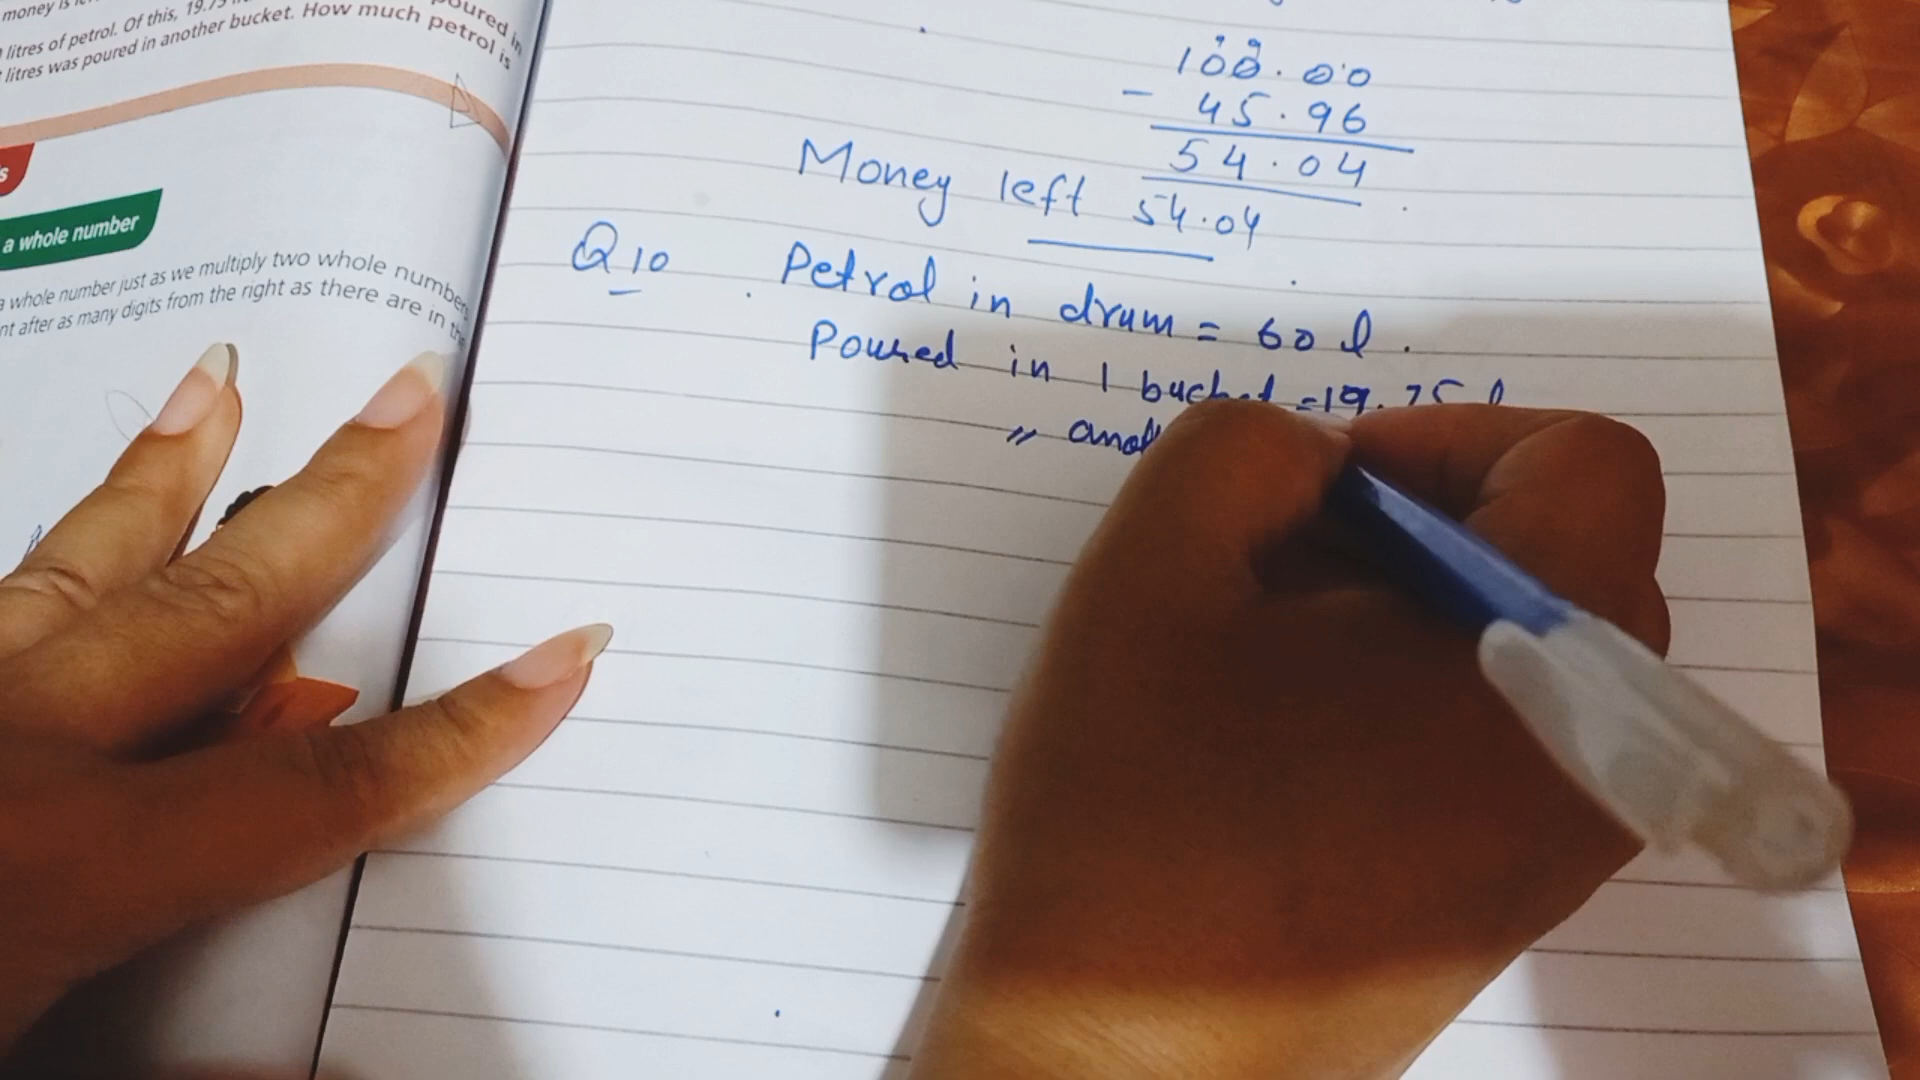 money is
litres of petrol. Of this, 19.75
poured in
litres was poured in another bucket. How much petrol is
a whole number
a whole number just as we multiply two whole numbers
nt after as many digits from the right as there are in the
9 9
100.00
- 45.96
54.04
Money left 54.04
Q10 Petrol in drum = 60 l.
Poured in 1 bucket = 19.75 l
〃 anot